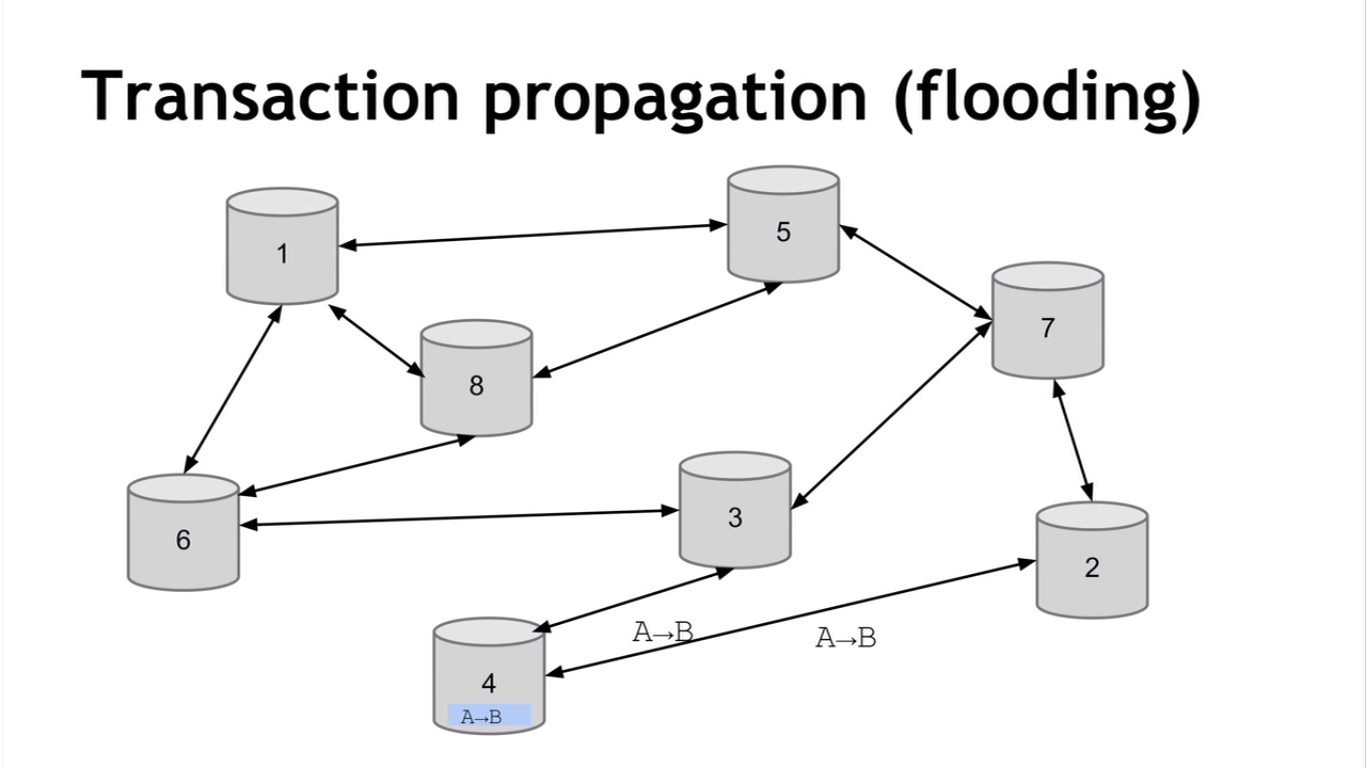 Transaction propagation (flooding)
1
5
7
8
3
6
2
A→B
A→B
4
A→B